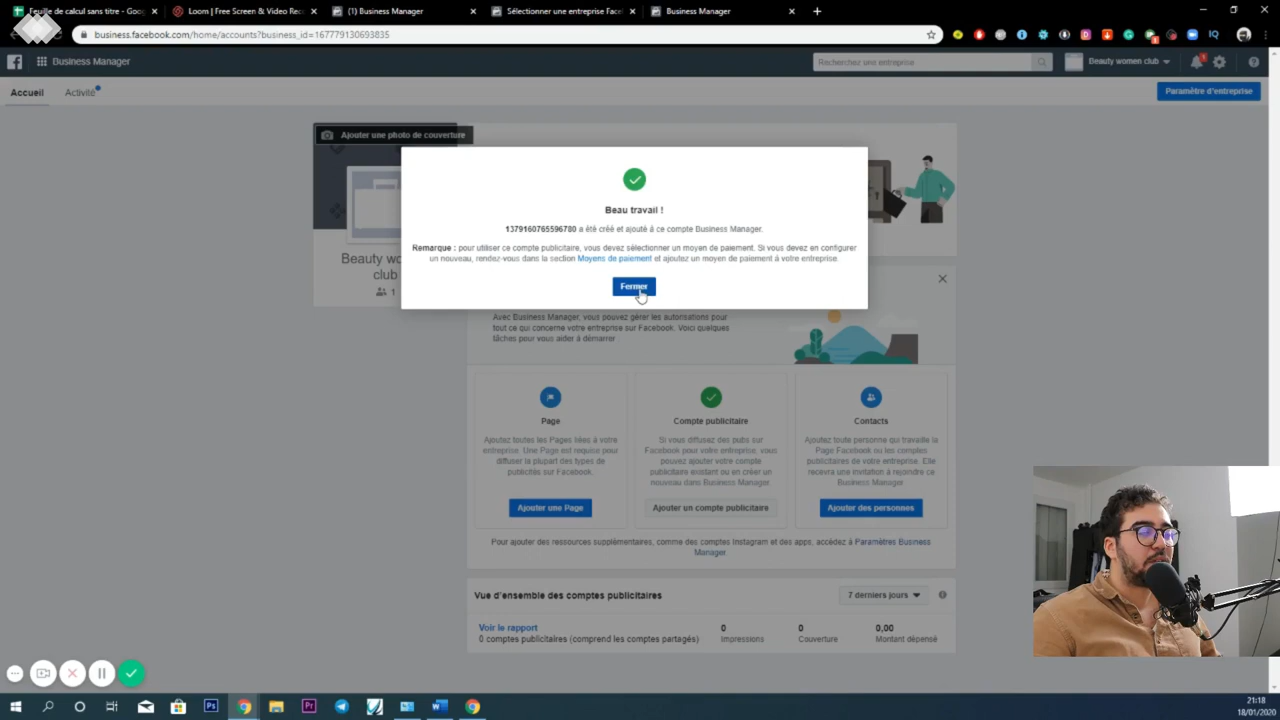 Feuille de calcul sans titre - Goog
Loom | Free Screen & Video Rec
(1) Business Manager
Sélectionner une entreprise Face
Business Manager
business.facebook.com/home/accounts?business_id=167779130693835
Business Manager
Recherchez une entreprise
Beauty women club
Accueil
Activité
Paramètre d'entreprise
Ajouter une photo de couverture
Beau travail !
1379160765596780 a été créé et ajouté à ce compte Business Manager.
Remarque : pour utiliser ce compte publicitaire, vous devez sélectionner un moyen de paiement. Si vous devez en configurer
un nouveau, rendez-vous dans la section Moyens de paiement et ajoutez un moyen de paiement à votre entreprise.
Fermer
Beauty wo
club
1
Avec Business Manager, vous pouvez gérer les autorisations pour
tout ce qui concerne votre entreprise sur Facebook. Voici quelques
tâches pour vous aider à démarrer
Page
Ajoutez toutes les Pages liées à votre
entreprise. Une Page est requise pour
diffuser la plupart des types de
publicités sur Facebook.
Ajouter une Page
Compte publicitaire
Si vous diffusez des pubs sur
Facebook pour votre entreprise, vous
pouvez ajouter votre compte
publicitaire existant ou en créer un
nouveau dans Business Manager.
Ajouter un compte publicitaire
Contacts
Ajoutez toute personne qui travaille la
Page Facebook ou les comptes
publicitaires de votre entreprise. Elle
recevra une invitation à rejoindre ce
Business Manager.
Ajouter des personnes
Pour ajouter des ressources supplémentaires, comme des comptes Instagram et des apps, accédez à Paramètres Business
Manager.
Vue d'ensemble des comptes publicitaires
7 derniers jours
Voir le rapport
0 comptes publicitaires (comprend les comptes partagés)
0
Impressions
0
Couverture
0,00
Montant dépensé
21:18
18/01/2020